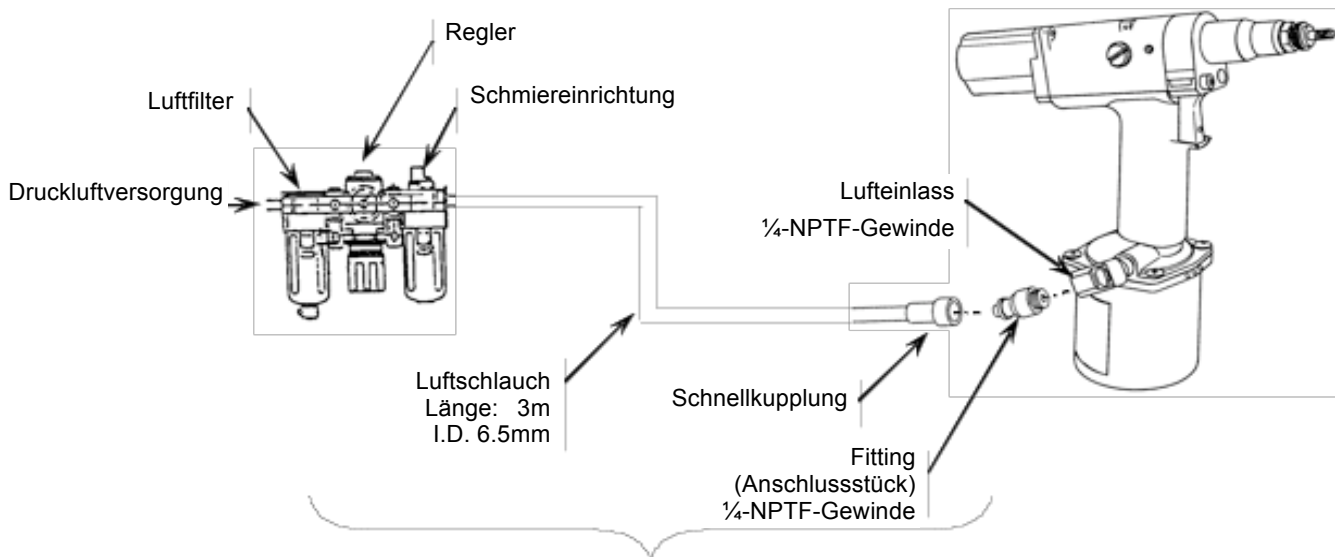 Regler
Luftfilter
Schmiereinrichtung
Druckluftversorgung
Lufteinlass
¼-NPTF-Gewinde
Luftschlauch
Länge: 3m
I.D. 6.5mm
Schnellkupplung
Fitting
(Anschlussstück)
¼-NPTF-Gewinde